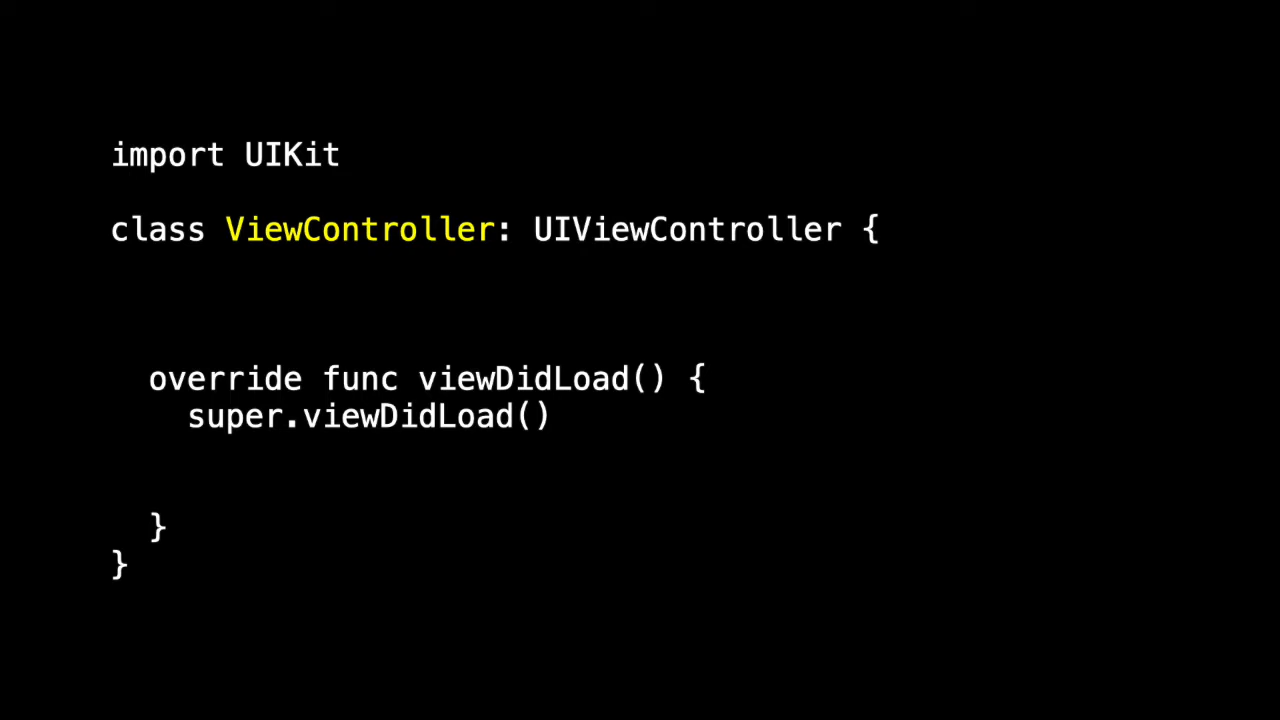 import UIKit
class ViewController: UIViewController {
override func viewDidLoad() {
super.viewDidLoad()
}
}